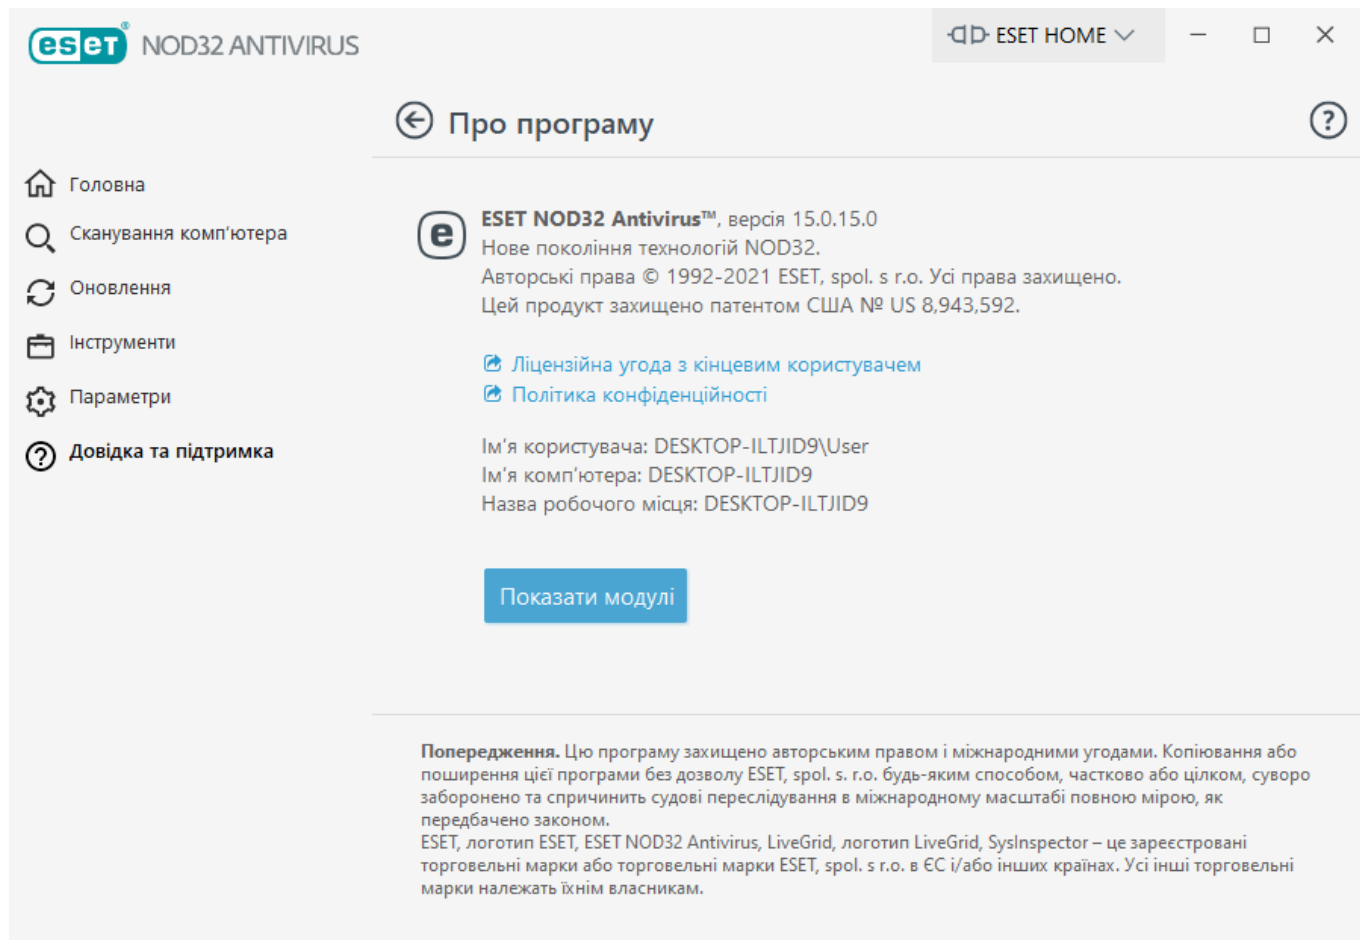 eset® NOD32 ANTIVIRUS
ESET HOME
Про програму
Головна
Сканування комп'ютера
Оновлення
Інструменти
Параметри
Довідка та підтримка
ESET NOD32 Antivirus™, версія 15.0.15.0
Нове покоління технологій NOD32.
Авторські права © 1992-2021 ESET, spol. s r.o. Усі права захищено.
Цей продукт захищено патентом США № US 8,943,592.
Ліцензійна угода з кінцевим користувачем
Політика конфіденційності
Ім'я користувача: DESKTOP-ILTJID9\User
Ім'я комп'ютера: DESKTOP-ILTJID9
Назва робочого місця: DESKTOP-ILTJID9
Показати модулі
Попередження. Цю програму захищено авторським правом і міжнародними угодами. Копіювання або
поширення цієї програми без дозволу ESET, spol. s. r.o. будь-яким способом, частково або цілком, суворо
заборонено та спричинить судові переслідування в міжнародному масштабі повною мірою, як
передбачено законом.
ESET, логотип ESET, ESET NOD32 Antivirus, LiveGrid, логотип LiveGrid, SysInspector – це зареєстровані
торговельні марки або торговельні марки ESET, spol. s r.o. в ЄС і/або інших країнах. Усі інші торговельні
марки належать їхнім власникам.